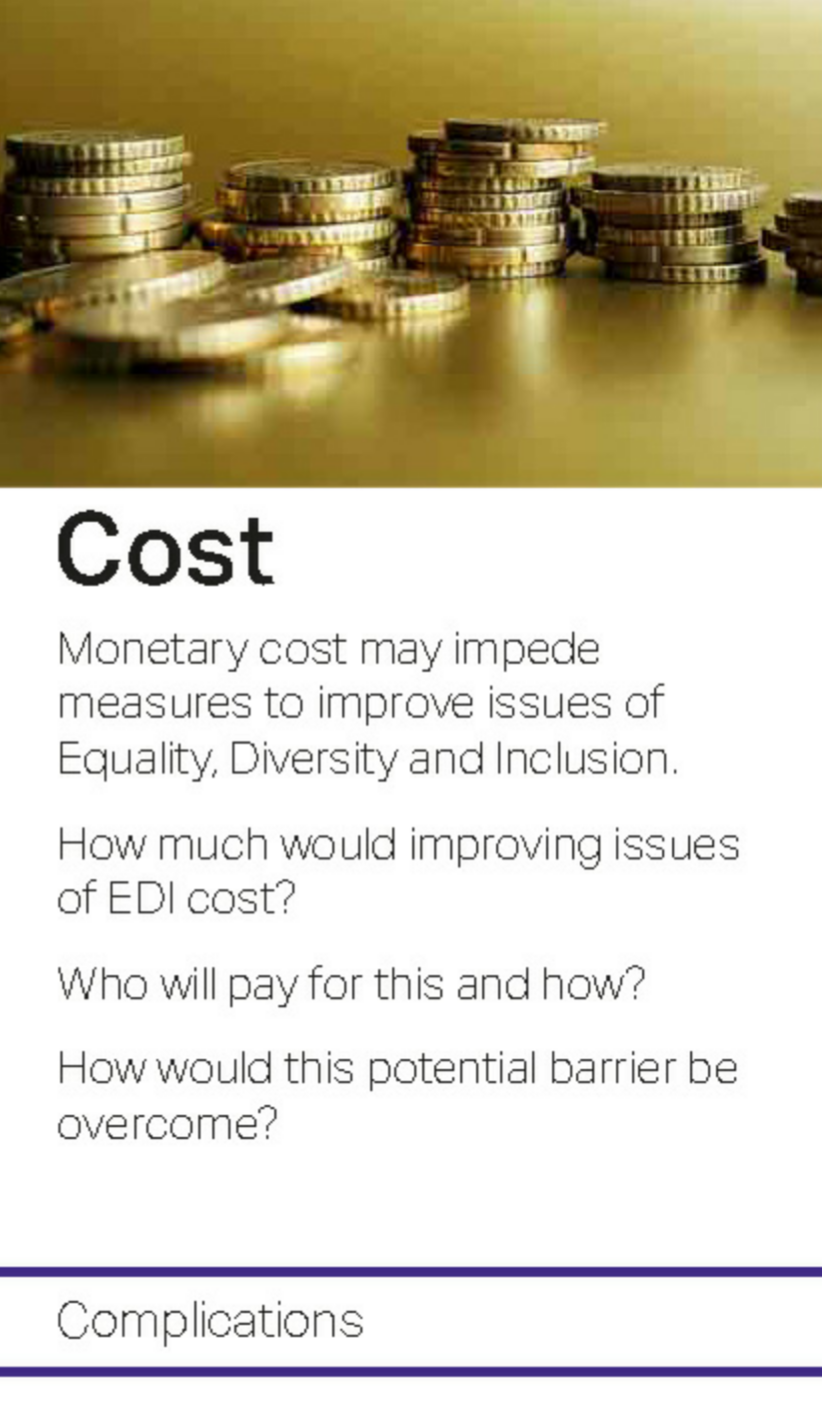 Cost
Monetary cost may impede
measures to improve issues of
Equality, Diversity and Inclusion.
How much would improving issues
of EDI cost?
Who will pay for this and how?
How would this potential barrier be
overcome?
Complications